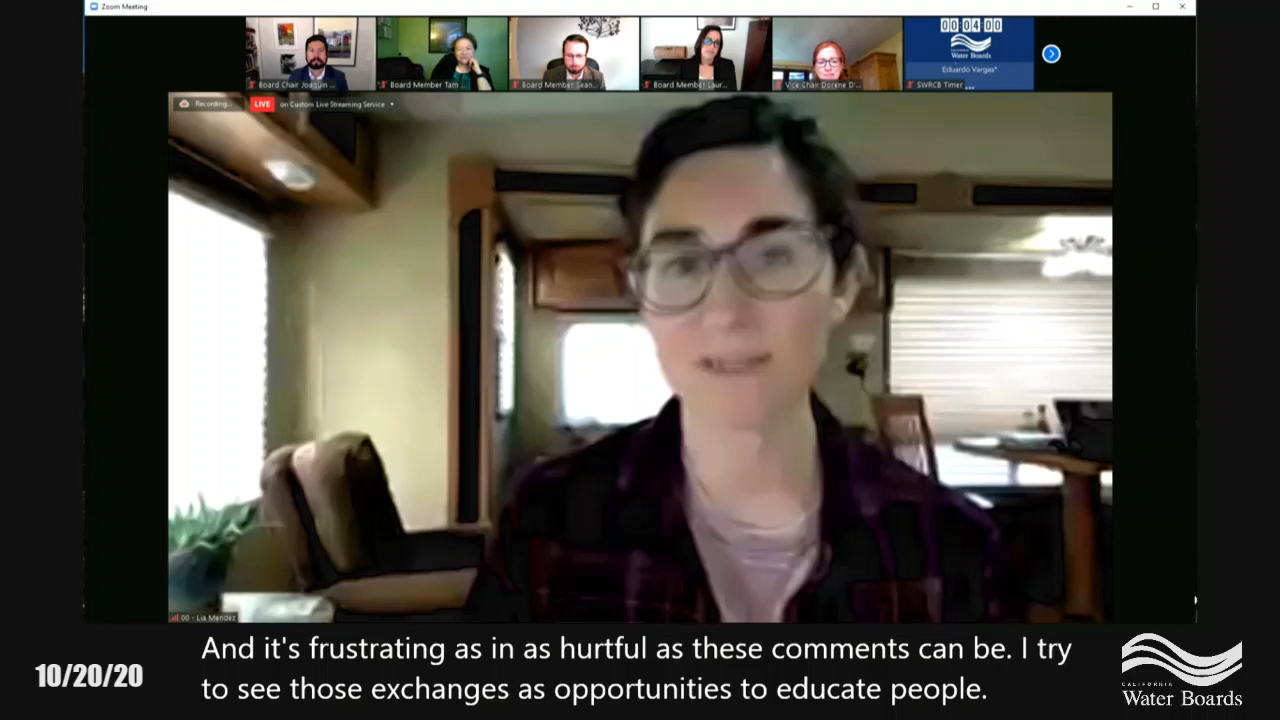 Zoom Meeting
00:04:00
CALIFORNIA
Water Boards
Eduardo Vargas*
Board Chair Joaquin ...
Board Member Tam ...
Board Member Sean...
Board Member Laur...
Vice Chair Dorene D'...
SWRCB Timer ...
Recording...
LIVE on Custom Live Streaming Service
00 - Lia Mendez
And it's frustrating as in as hurtful as these comments can be. I try
to see those exchanges as opportunities to educate people.
10/20/20
CALIFORNIA
Water Boards